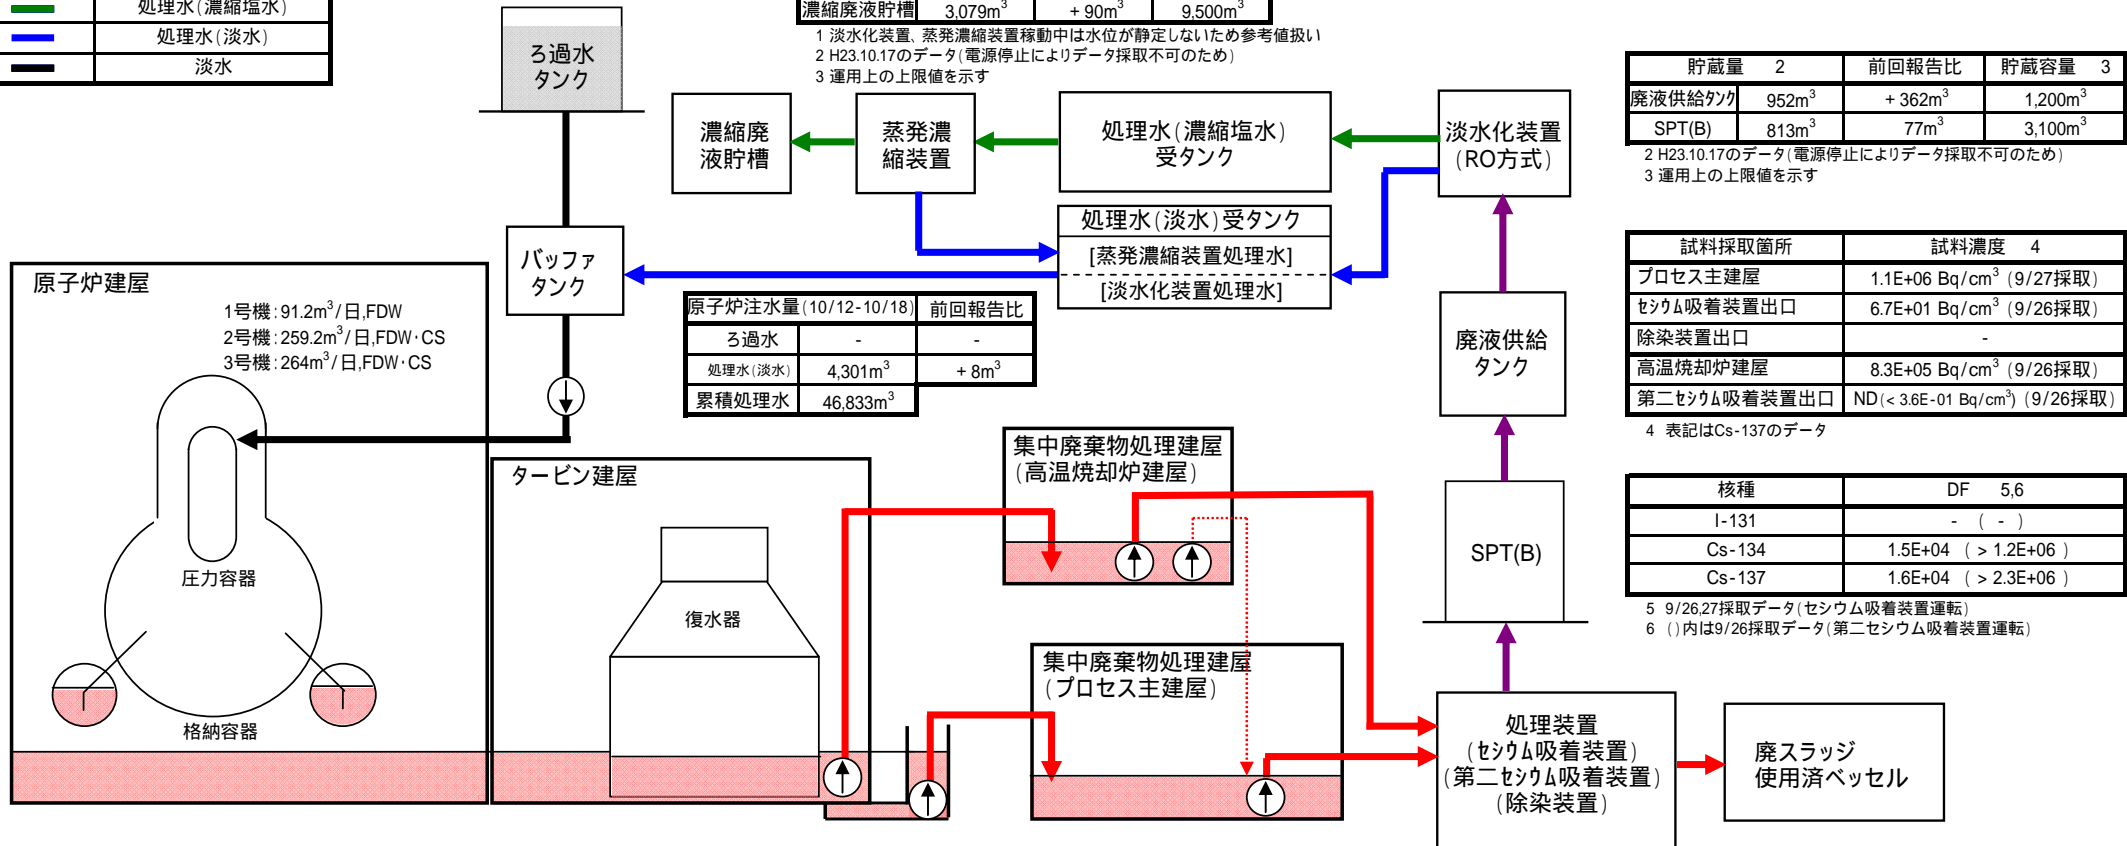 処理水(濃縮塩水)
処理水(淡水)
淡水
ろ過水
タンク
濃縮廃液貯槽 3,079m³ +90m³ 9,500m³
1 淡水化装置、蒸発濃縮装置稼動中は水位が静定しないため参考値扱い
2 H23.10.17のデータ(電源停止によりデータ採取不可のため)
3 運用上の上限値を示す
貯蔵量 2 前回報告比 貯蔵容量 3
廃液供給タンク 952m³ +362m³ 1,200m³
SPT(B) 813m³ 77m³ 3,100m³
2 H23.10.17のデータ(電源停止によりデータ採取不可のため)
3 運用上の上限値を示す
濃縮廃
液貯槽
蒸発濃
縮装置
処理水(濃縮塩水)
受タンク
淡水化装置
(RO方式)
処理水(淡水)受タンク
[蒸発濃縮装置処理水]
[淡水化装置処理水]
バッファ
タンク
試料採取箇所 試料濃度 4
プロセス主建屋 1.1E+06 Bq/cm³ (9/27採取)
セシウム吸着装置出口 6.7E+01 Bq/cm³ (9/26採取)
除染装置出口 -
高温焼却炉建屋 8.3E+05 Bq/cm³ (9/26採取)
第二セシウム吸着装置出口 ND(< 3.6E-01 Bq/cm³) (9/26採取)
4 表記はCs-137のデータ
原子炉建屋
1号機:91.2m³/日,FDW
2号機:259.2m³/日,FDW・CS
3号機:264m³/日,FDW・CS
原子炉注水量(10/12-10/18) 前回報告比
ろ過水 - -
処理水(淡水) 4,301m³ +8m³
累積処理水 46,833m³
廃液供給
タンク
圧力容器
格納容器
タービン建屋
復水器
集中廃棄物処理建屋
(高温焼却炉建屋)
SPT(B)
核種 DF 5,6
I-131 - ( - )
Cs-134 1.5E+04 ( > 1.2E+06 )
Cs-137 1.6E+04 ( > 2.3E+06 )
5 9/26,27採取データ(セシウム吸着装置運転)
6 ()内は9/26採取データ(第二セシウム吸着装置運転)
集中廃棄物処理建屋
(プロセス主建屋)
処理装置
(セシウム吸着装置)
(第二セシウム吸着装置)
(除染装置)
廃スラッジ
使用済ベッセル